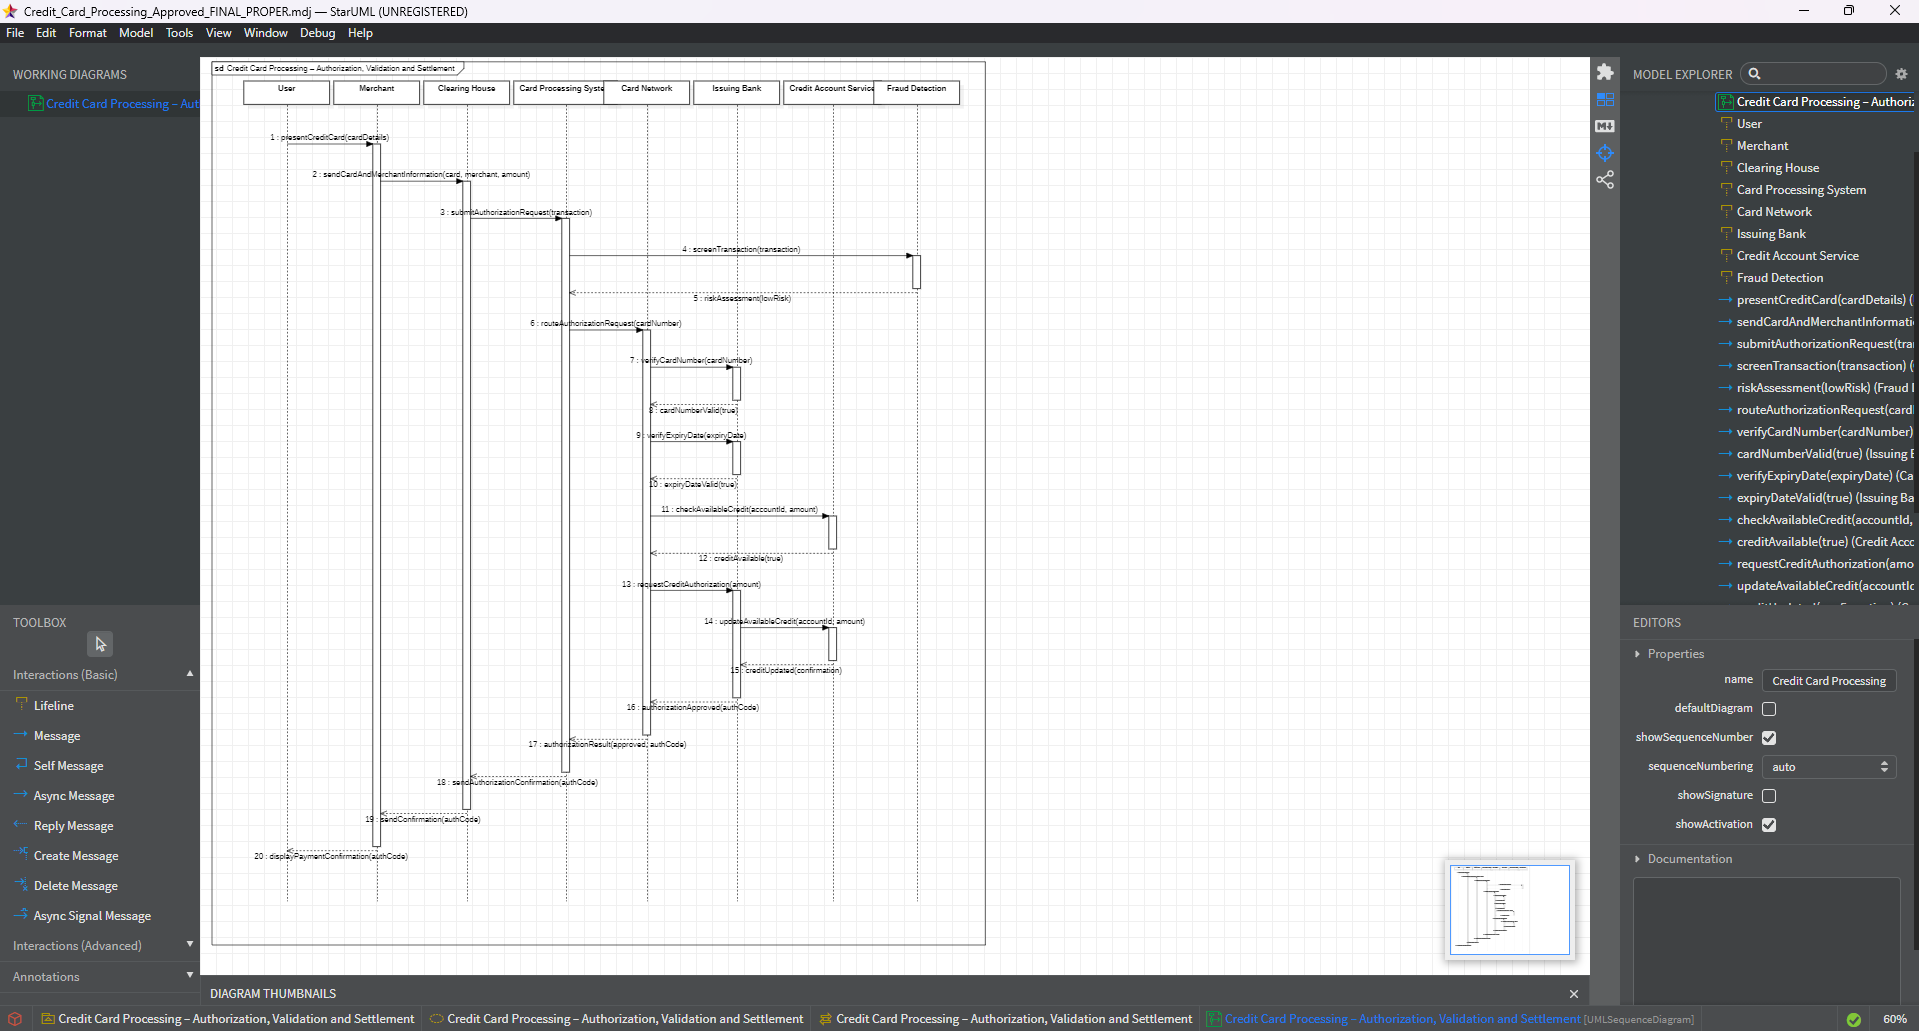 Credit_Card_Processing_Approved_FINAL_PROPER.mdj — StarUML (UNREGISTERED)
File Edit Format Model Tools View Window Debug Help
WORKING DIAGRAMS
Credit Card Processing – Aut
TOOLBOX
Interactions (Basic)
Lifeline
Message
Self Message
Async Message
Reply Message
Create Message
Delete Message
Async Signal Message
Interactions (Advanced)
Annotations
sd Credit Card Processing – Authorization, Validation and Settlement
User Merchant Clearing House Card Processing Syste Card Network Issuing Bank Credit Account Service Fraud Detection
1 : presentCreditCard(cardDetails)
2 : sendCardAndMerchantInformation(card, merchant, amount)
3 : submitAuthorizationRequest(transaction)
4 : screenTransaction(transaction)
5 : riskAssessment(lowRisk)
6 : routeAuthorizationRequest(cardNumber)
7 : verifyCardNumber(cardNumber)
8 : cardNumberValid(true)
9 : verifyExpiryDate(expiryDate)
10 : expiryDateValid(true)
11 : checkAvailableCredit(accountId, amount)
12 : creditAvailable(true)
13 : requestCreditAuthorization(amount)
14 : updateAvailableCredit(accountId, amount)
15 : creditUpdated(confirmation)
16 : authorizationApproved(authCode)
17 : authorizationResult(approved, authCode)
18 : sendAuthorizationConfirmation(authCode)
19 : sendConfirmation(authCode)
20 : displayPaymentConfirmation(authCode)
DIAGRAM THUMBNAILS
M↓
MODEL EXPLORER
Credit Card Processing – Authoriz
User
Merchant
Clearing House
Card Processing System
Card Network
Issuing Bank
Credit Account Service
Fraud Detection
presentCreditCard(cardDetails) (
sendCardAndMerchantInformati
submitAuthorizationRequest(tra
screenTransaction(transaction) (
riskAssessment(lowRisk) (Fraud
routeAuthorizationRequest(card
verifyCardNumber(cardNumber)
cardNumberValid(true) (Issuing
verifyExpiryDate(expiryDate) (Ca
expiryDateValid(true) (Issuing Ba
checkAvailableCredit(accountId,
creditAvailable(true) (Credit Acco
requestCreditAuthorization(amo
updateAvailableCredit(accountIc
EDITORS
Properties
name Credit Card Processing
defaultDiagram
showSequenceNumber
sequenceNumbering auto
showSignature
showActivation
Documentation
Credit Card Processing – Authorization, Validation and Settlement Credit Card Processing – Authorization, Validation and Settlement Credit Card Processing – Authorization, Validation and Settlement Credit Card Processing – Authorization, Validation and Settlement [UMLSequenceDiagram] 60%